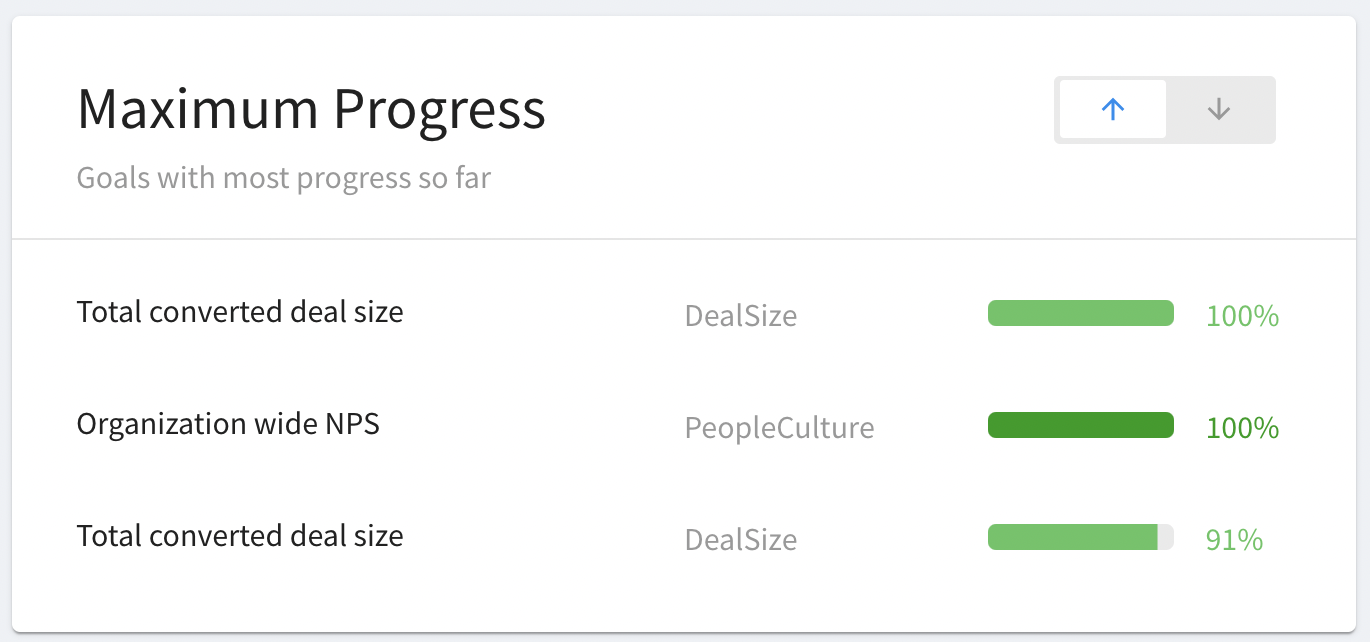 Maximum Progress
Goals with most progress so far
Total converted deal size DealSize 100%
Organization wide NPS PeopleCulture 100%
Total converted deal size DealSize 91%